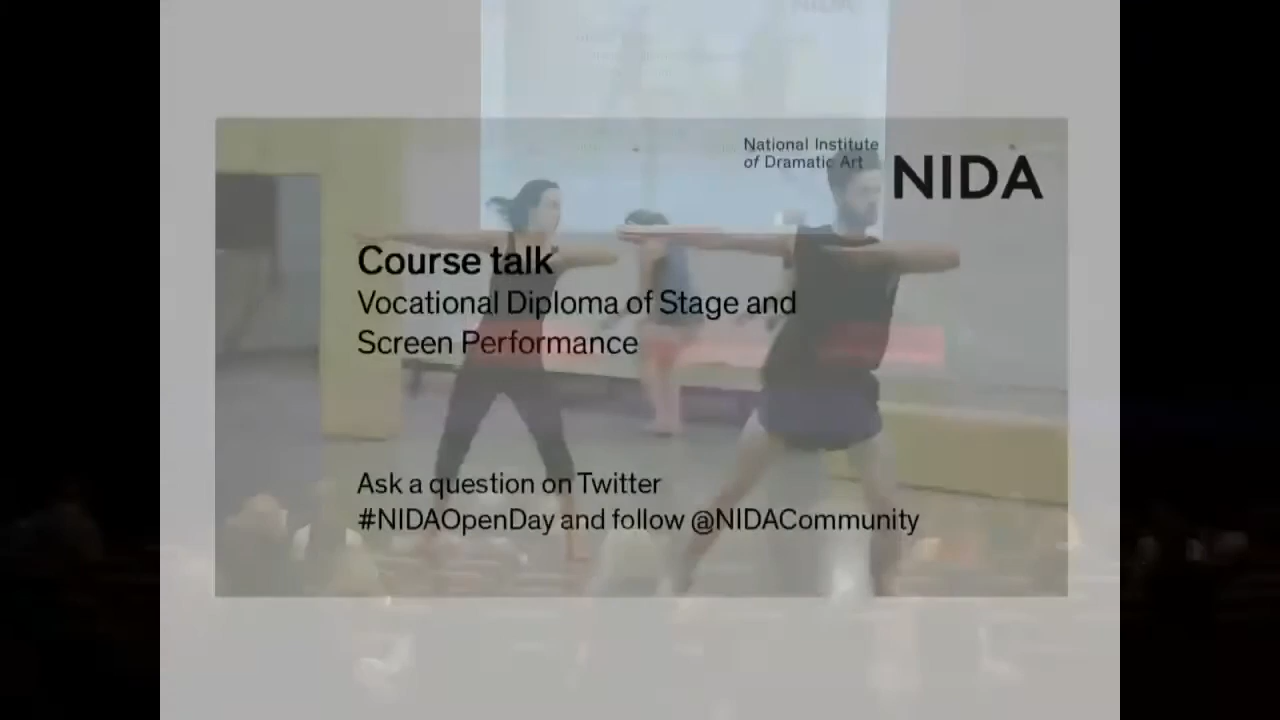 National Institute
of Dramatic Art
NIDA
Course talk
Vocational Diploma of Stage and
Screen Performance
Ask a question on Twitter
#NIDAOpenDay and follow @NIDACommunity